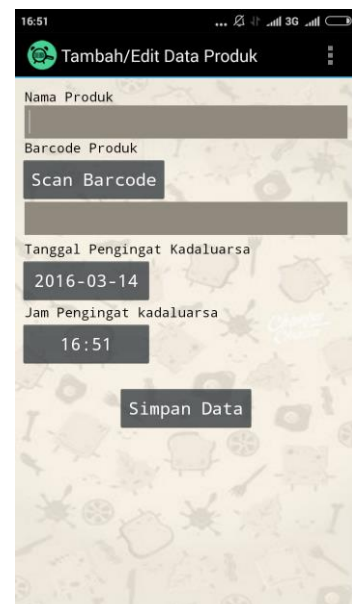 16:51 ... 3G
Tambah/Edit Data Produk
Nama Produk
Barcode Produk
Scan Barcode
Tanggal Pengingat Kadaluarsa
2016-03-14
Jam Pengingat kadaluarsa
16:51
Simpan Data